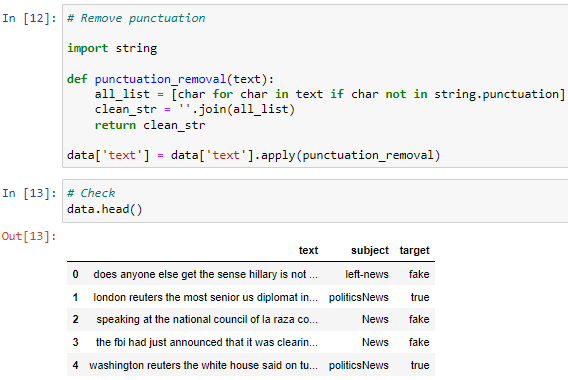 In [12]: # Remove punctuation
import string
def punctuation_removal(text):
all_list = [char for char in text if char not in string.punctuation]
clean_str = ''.join(all_list)
return clean_str
data['text'] = data['text'].apply(punctuation_removal)
In [13]: # Check
data.head()
Out[13]:
text subject target
0 does anyone else get the sense hillary is not ... left-news fake
1 london reuters the most senior us diplomat in... politicsNews true
2 speaking at the national council of la raza co... News fake
3 the fbi had just announced that it was clearin... News fake
4 washington reuters the white house said on tu... politicsNews true